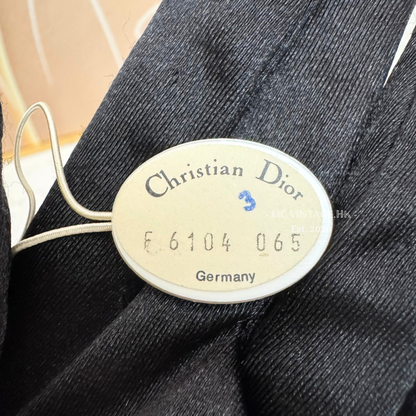 Christian Dior
3
F 6104 065
Germany